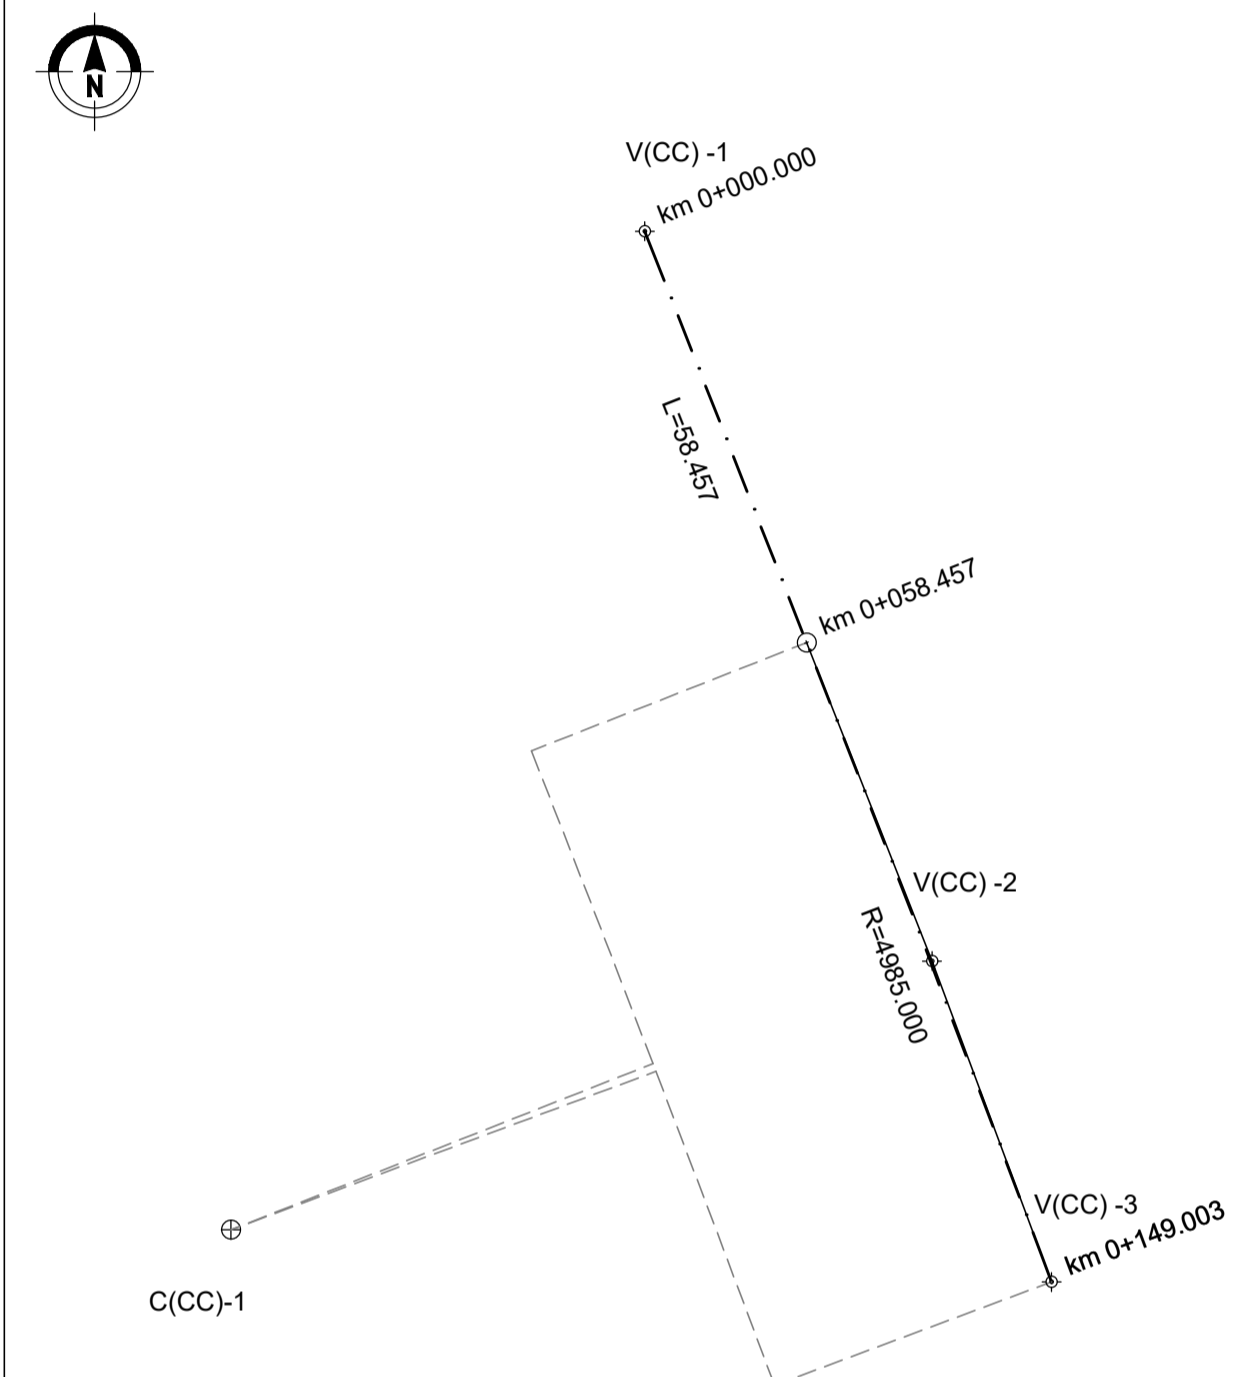 N
V(CC) -1
km 0+000.000
L=58.457
km 0+058.457
V(CC) -2
R=4985.000
V(CC) -3
km 0+149.003
C(CC)-1